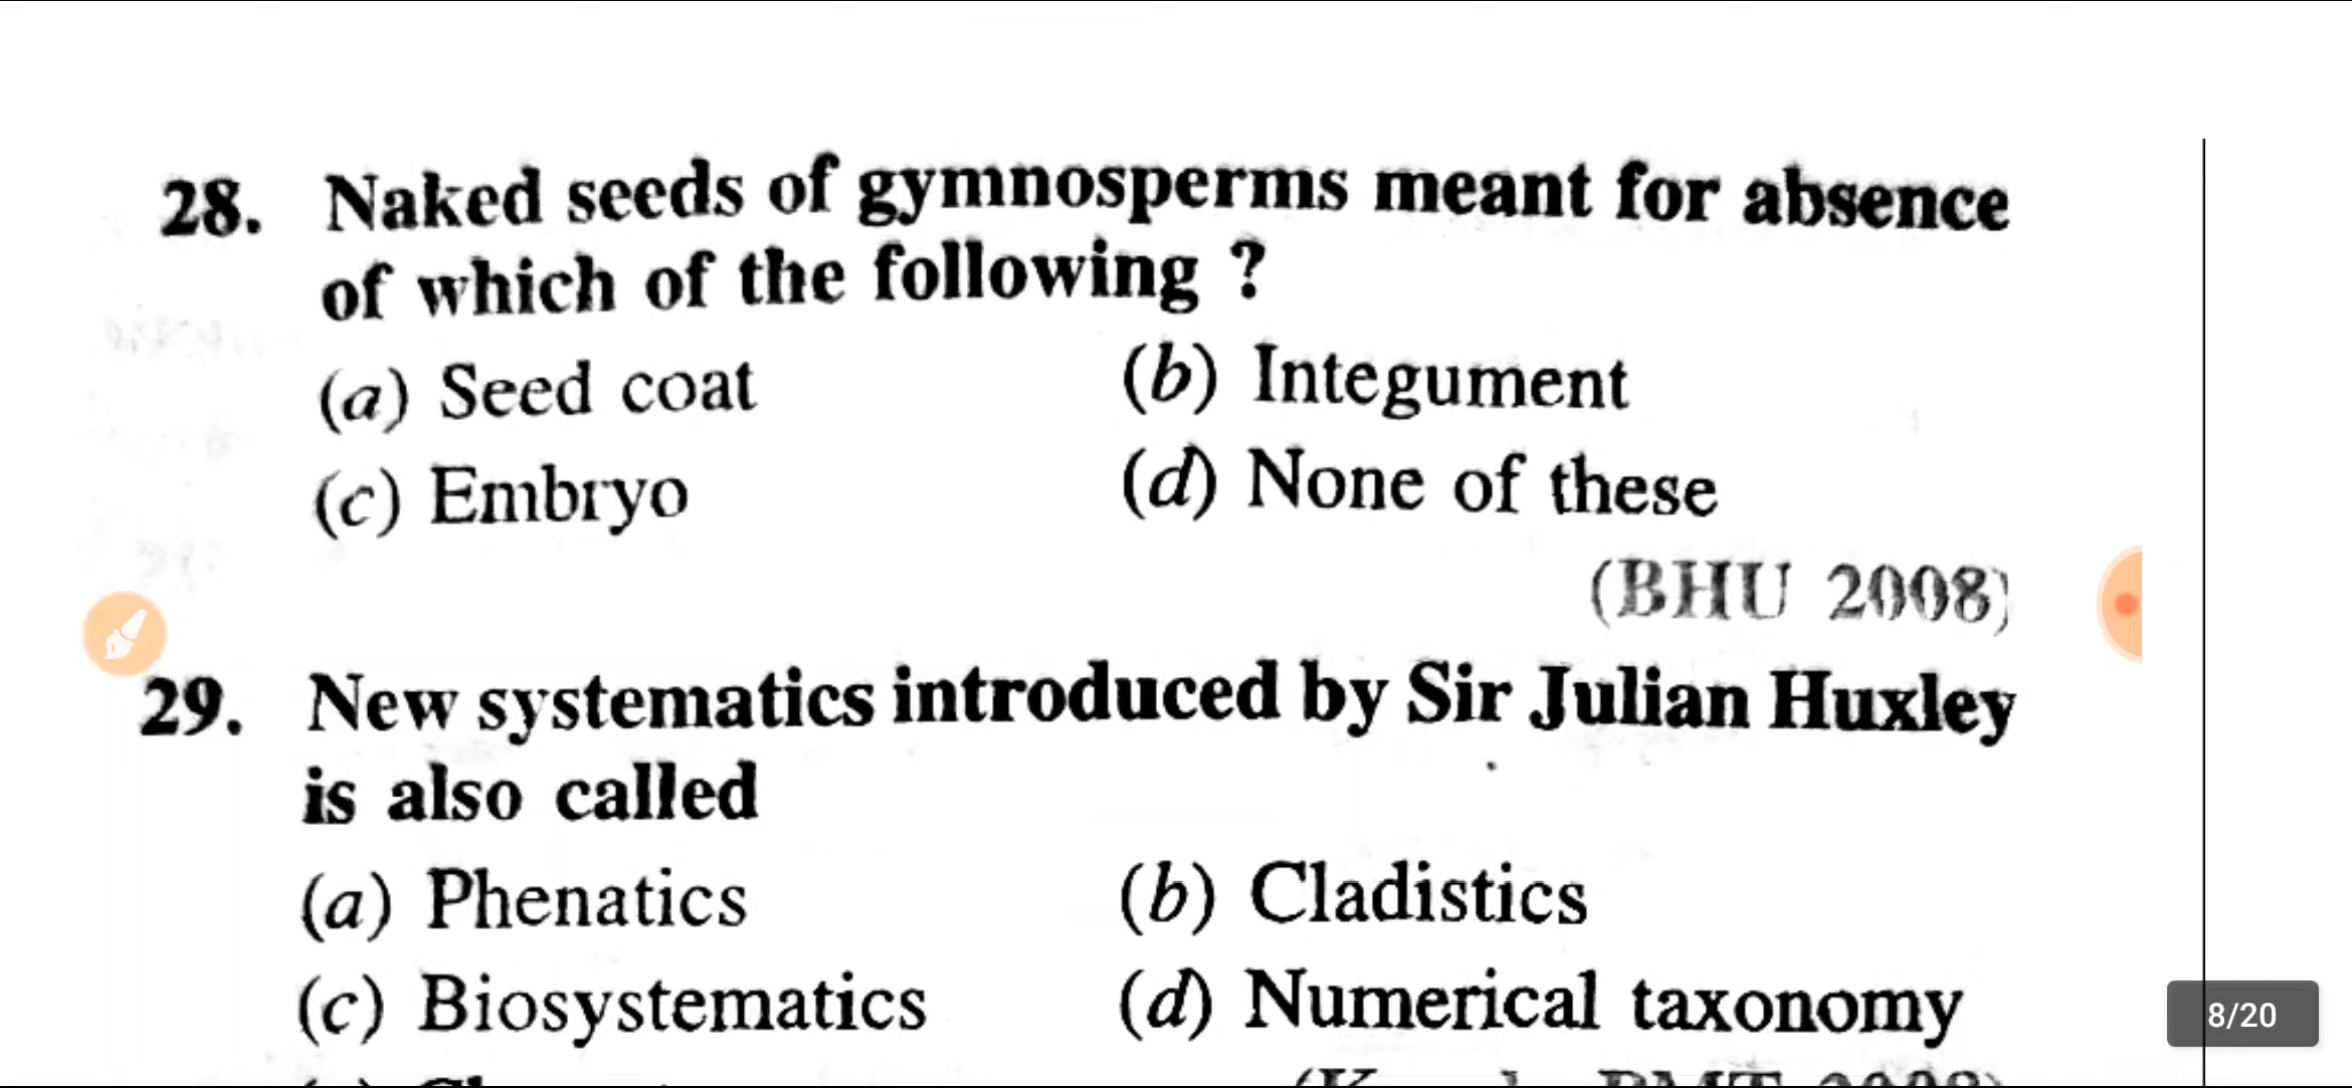 28. Naked seeds of gymnosperms meant for absence
of which of the following ?
(a) Seed coat (b) Integument
(c) Embryo (d) None of these
(BHU 2008)
29. New systematics introduced by Sir Julian Huxley
is also called
(a) Phenatics (b) Cladistics
(c) Biosystematics (d) Numerical taxonomy
8/20